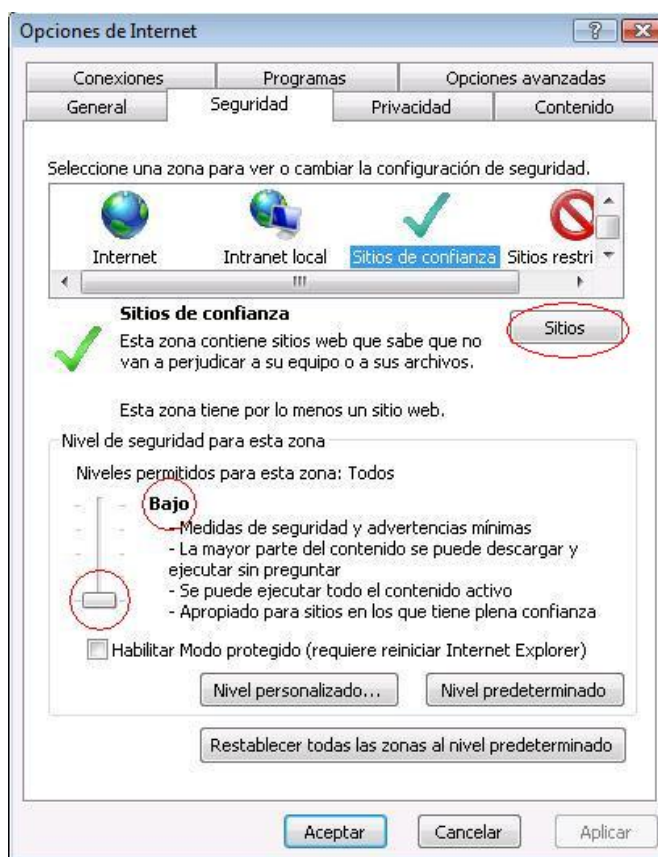 Opciones de Internet
Conexiones Programas Opciones avanzadas
General Seguridad Privacidad Contenido
Seleccione una zona para ver o cambiar la configuración de seguridad.
Internet Intranet local Sitios de confianza Sitios restri
Sitios de confianza
Esta zona contiene sitios web que sabe que no
van a perjudicar a su equipo o a sus archivos.
Sitios
Esta zona tiene por lo menos un sitio web.
Nivel de seguridad para esta zona
Niveles permitidos para esta zona: Todos
Bajo
- Medidas de seguridad y advertencias mínimas
- La mayor parte del contenido se puede descargar y
ejecutar sin preguntar
- Se puede ejecutar todo el contenido activo
- Apropiado para sitios en los que tiene plena confianza
Habilitar Modo protegido (requiere reiniciar Internet Explorer)
Nivel personalizado... Nivel predeterminado
Restablecer todas las zonas al nivel predeterminado
Aceptar Cancelar Aplicar